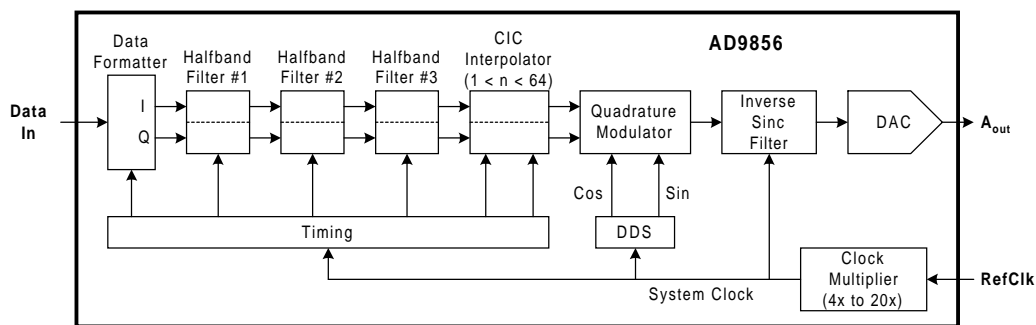 AD9856
Data
Formatter
Halfband
Filter #1
Halfband
Filter #2
Halfband
Filter #3
CIC
Interpolator
(1 < n < 64)
Data
In
I
Q
Quadrature
Modulator
Inverse
Sinc
Filter
DAC
Aout
Cos
Sin
Timing
DDS
System Clock
Clock
Multiplier
(4x to 20x)
RefClk